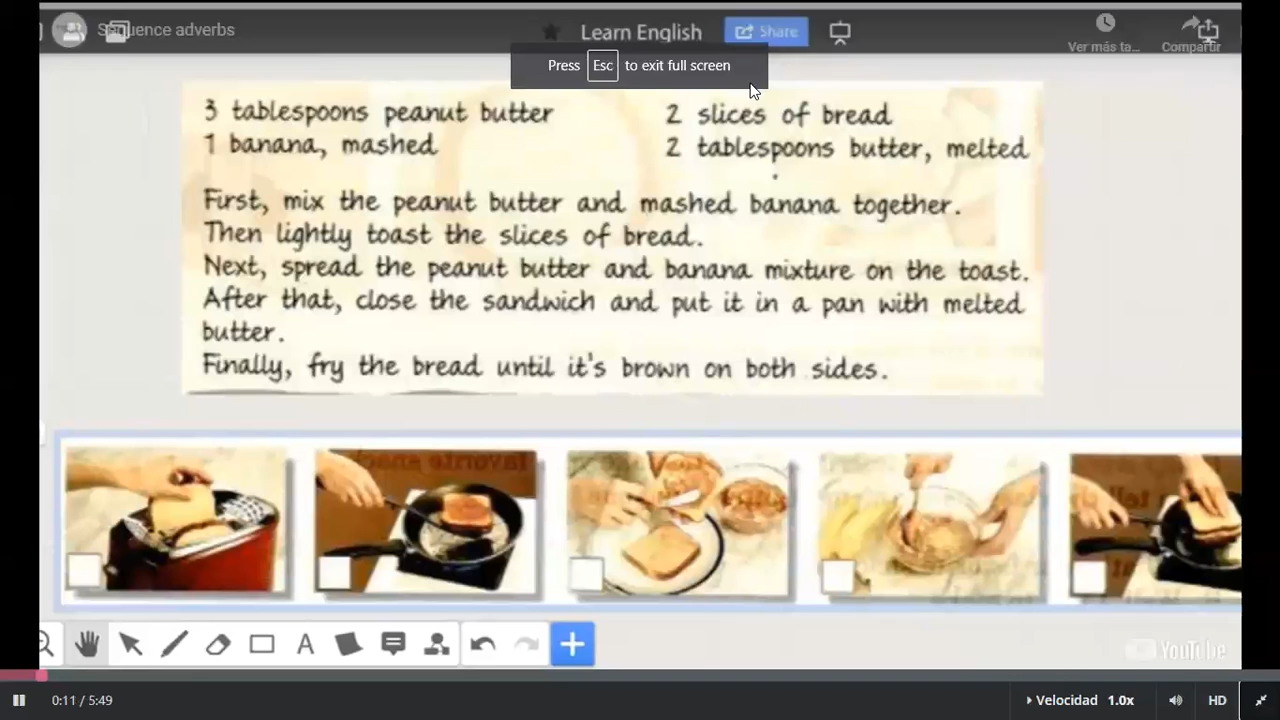 Sequence adverbs
Learn English
Share
Ver más ta...
Compartir
Press Esc to exit full screen
3 tablespoons peanut butter
2 slices of bread
1 banana, mashed
2 tablespoons butter, melted
First, mix the peanut butter and mashed banana together.
Then lightly toast the slices of bread.
Next, spread the peanut butter and banana mixture on the toast.
After that, close the sandwich and put it in a pan with melted
butter.
Finally, fry the bread until it's brown on both sides.
A
YouTube
0:11 / 5:49
Velocidad 1.0x
HD